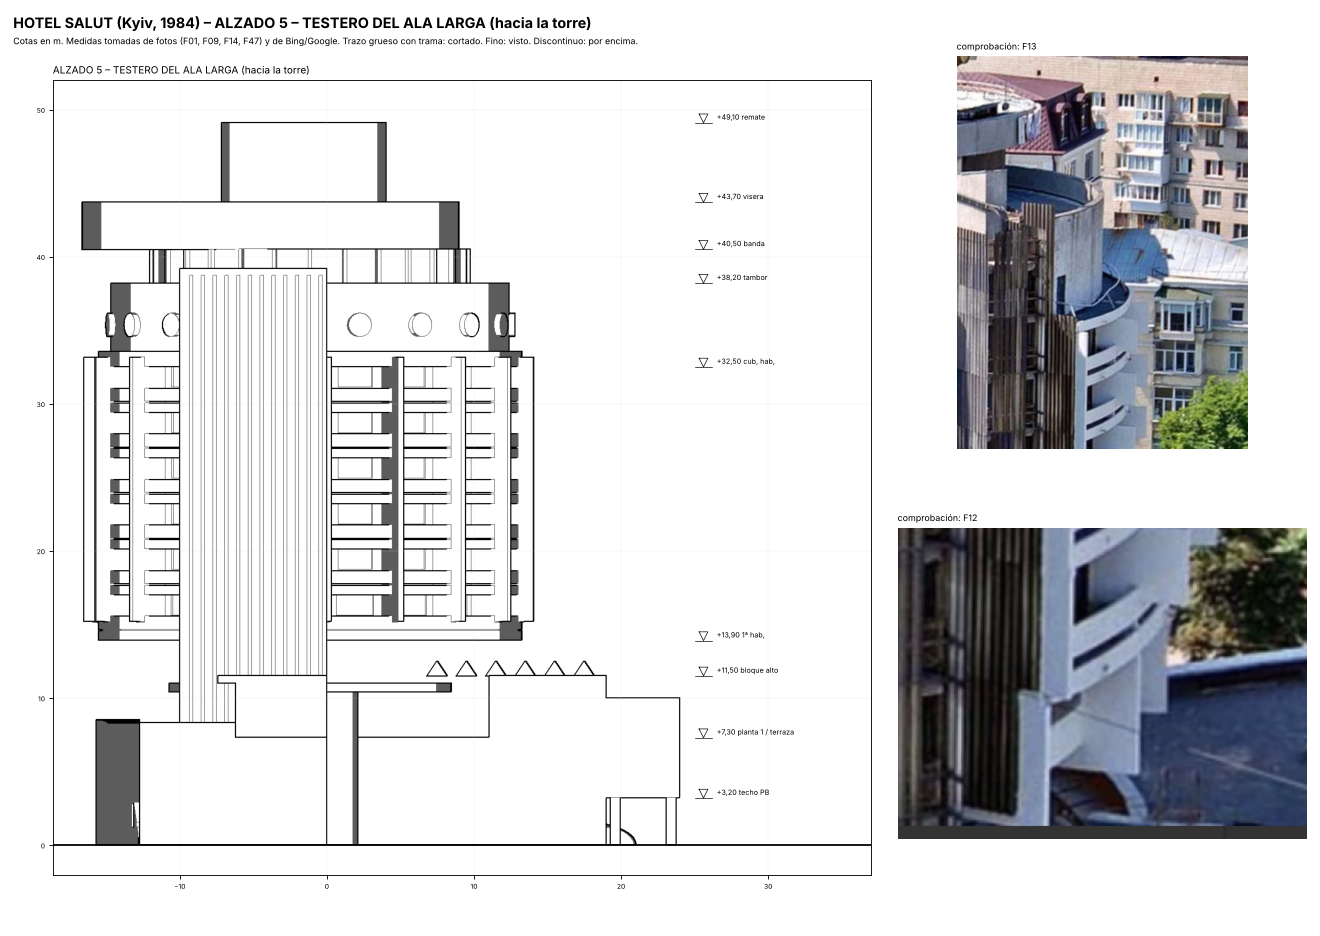 HOTEL SALUT (Kyiv, 1984) – ALZADO 5 – TESTERO DEL ALA LARGA (hacia la torre)
Cotas en m. Medidas tomadas de fotos (F01, F09, F14, F47) y de Bing/Google. Trazo grueso con trama: cortado. Fino: visto. Discontinuo: por encima.
comprobación: F13
ALZADO 5 – TESTERO DEL ALA LARGA (hacia la torre)
50
+49,10 remate
+43,70 visera
+40,50 banda
40
+38,20 tambor
+32,50 cub, hab,
30
comprobación: F12
20
+13,90 1ª hab,
+11,50 bloque alto
10
+7,30 planta 1 / terraza
+3,20 techo PB
0
−10 0 10 20 30